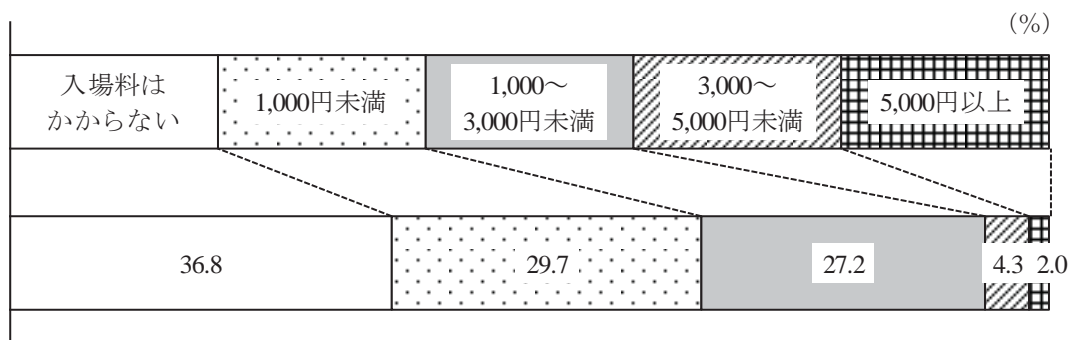 (%)
入場料は
かからない
1,000円未満
1,000～
3,000円未満
3,000～
5,000円未満
5,000円以上
36.8
29.7
27.2
4.3
2.0